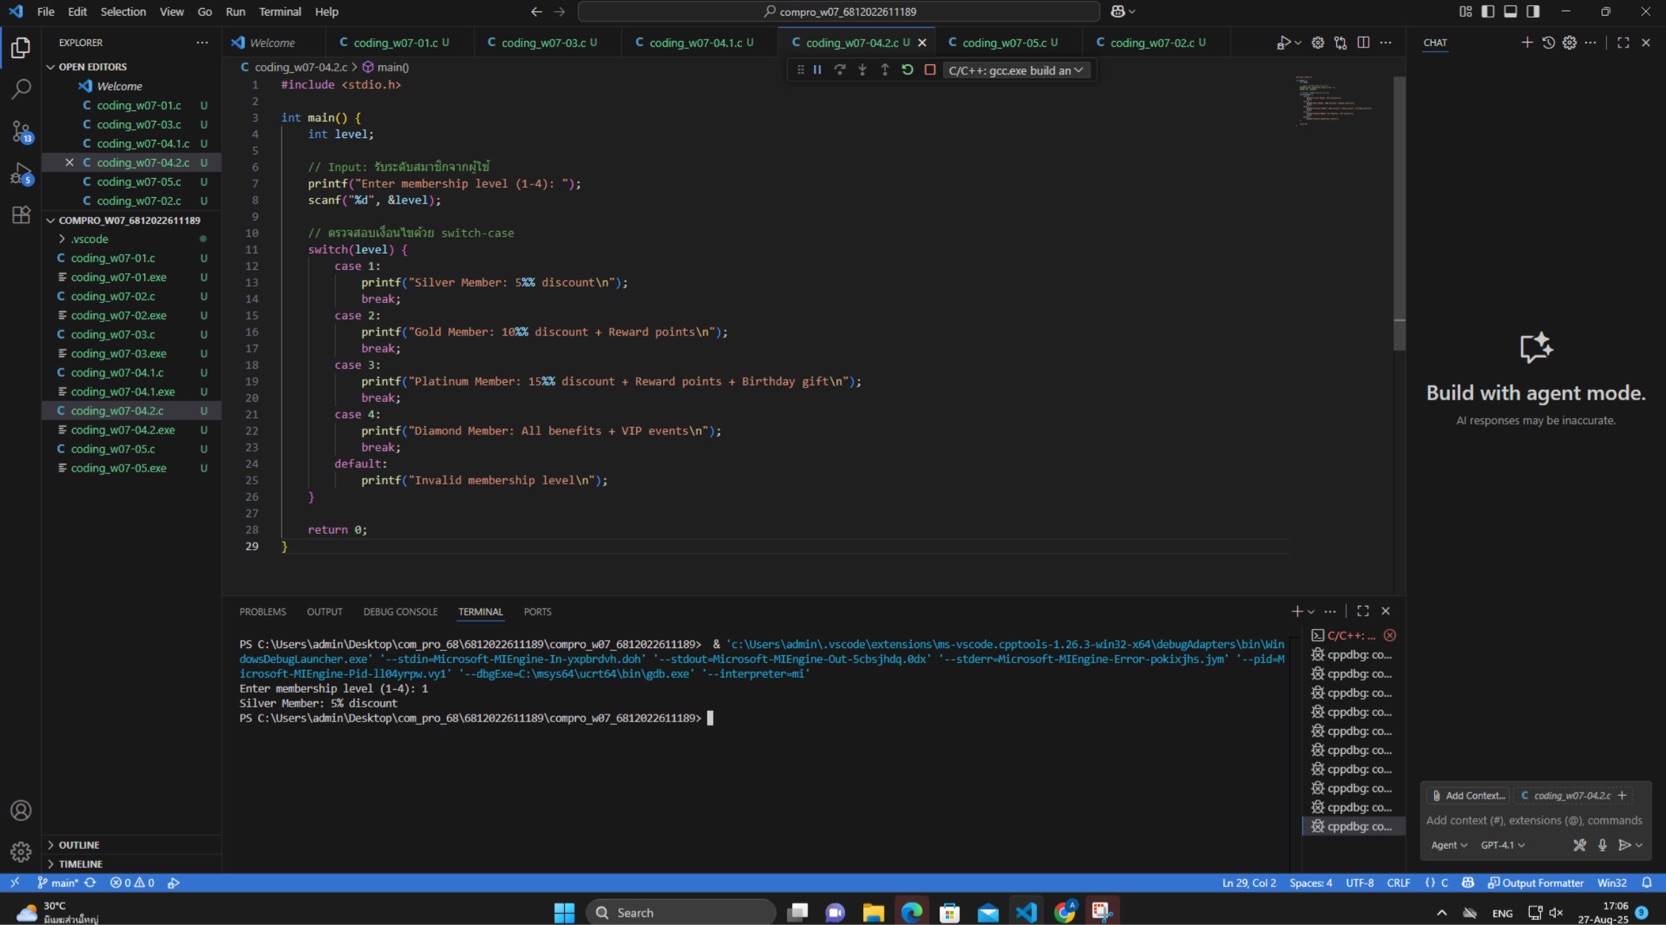 File Edit Selection View Go Run Terminal Help
compro_w07_6812022611189
EXPLORER
OPEN EDITORS
Welcome
coding_w07-01.c U
coding_w07-03.c U
coding_w07-04.1.c U
coding_w07-04.2.c U
coding_w07-05.c U
coding_w07-02.c U
COMPRO_W07_6812022611189
.vscode
coding_w07-01.c U
coding_w07-01.exe U
coding_w07-02.c U
coding_w07-02.exe U
coding_w07-03.c U
coding_w07-03.exe U
coding_w07-04.1.c U
coding_w07-04.1.exe U
coding_w07-04.2.c U
coding_w07-04.2.exe U
coding_w07-05.c U
coding_w07-05.exe U
OUTLINE
TIMELINE
13
5
Welcome coding_w07-01.c U coding_w07-03.c U coding_w07-04.1.c U coding_w07-04.2.c U coding_w07-05.c U coding_w07-02.c U
coding_w07-04.2.c > main()
C/C++: gcc.exe build an
1 #include <stdio.h>
2
3 int main() {
4 int level;
5
6 // Input: รับระดับสมาชิกจากผู้ใช้
7 printf("Enter membership level (1-4): ");
8 scanf("%d", &level);
9
10 // ตรวจสอบเงื่อนไขด้วย switch-case
11 switch(level) {
12 case 1:
13 printf("Silver Member: 5%% discount\n");
14 break;
15 case 2:
16 printf("Gold Member: 10%% discount + Reward points\n");
17 break;
18 case 3:
19 printf("Platinum Member: 15%% discount + Reward points + Birthday gift\n");
20 break;
21 case 4:
22 printf("Diamond Member: All benefits + VIP events\n");
23 break;
24 default:
25 printf("Invalid membership level\n");
26 }
27
28 return 0;
29 }
PROBLEMS OUTPUT DEBUG CONSOLE TERMINAL PORTS
PS C:\Users\admin\Desktop\com_pro_68\6812022611189\compro_w07_6812022611189> & 'c:\Users\admin\.vscode\extensions\ms-vscode.cpptools-1.26.3-win32-x64\debugAdapters\bin\Win
dowsDebugLauncher.exe' '--stdin=Microsoft-MIEngine-In-yxpbrdvh.doh' '--stdout=Microsoft-MIEngine-Out-5cbsjhdq.0dx' '--stderr=Microsoft-MIEngine-Error-pokixjhs.jym' '--pid=M
icrosoft-MIEngine-Pid-ll04yrpw.vy1' '--dbgExe=C:\msys64\ucrt64\bin\gdb.exe' '--interpreter=mi'
Enter membership level (1-4): 1
Silver Member: 5% discount
PS C:\Users\admin\Desktop\com_pro_68\6812022611189\compro_w07_6812022611189>
C/C++: ...
cppdbg: co...
cppdbg: co...
cppdbg: co...
cppdbg: co...
cppdbg: co...
cppdbg: co...
cppdbg: co...
cppdbg: co...
cppdbg: co...
cppdbg: co...
CHAT
Build with agent mode.
AI responses may be inaccurate.
Add Context... coding_w07-04.2.c
Add context (#), extensions (@), commands
Agent GPT-4.1
main* 0 0
Ln 29, Col 2 Spaces: 4 UTF-8 CRLF {} C Output Formatter Win32
30°C
มีเมฆส่วนใหญ่
Search
ENG
17:06
27-Aug-25
9